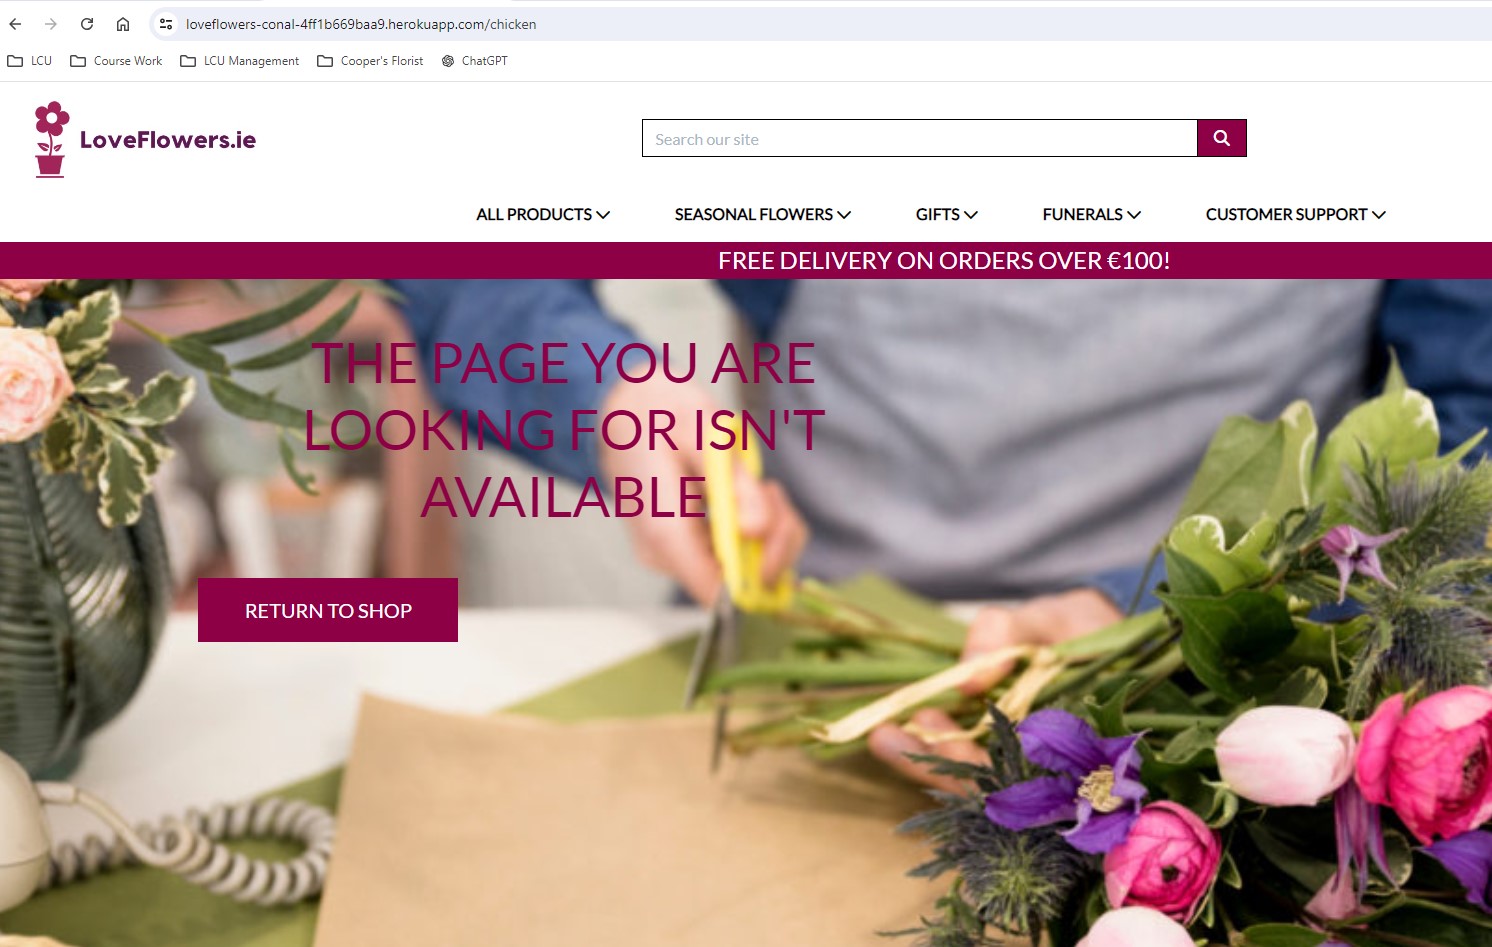 loveflowers-conal-4ff1b669baa9.herokuapp.com/chicken
LCU Course Work LCU Management Cooper's Florist ChatGPT
LoveFlowers.ie
Search our site
ALL PRODUCTS SEASONAL FLOWERS GIFTS FUNERALS CUSTOMER SUPPORT
FREE DELIVERY ON ORDERS OVER €100!
THE PAGE YOU ARE
LOOKING FOR ISN'T
AVAILABLE
RETURN TO SHOP